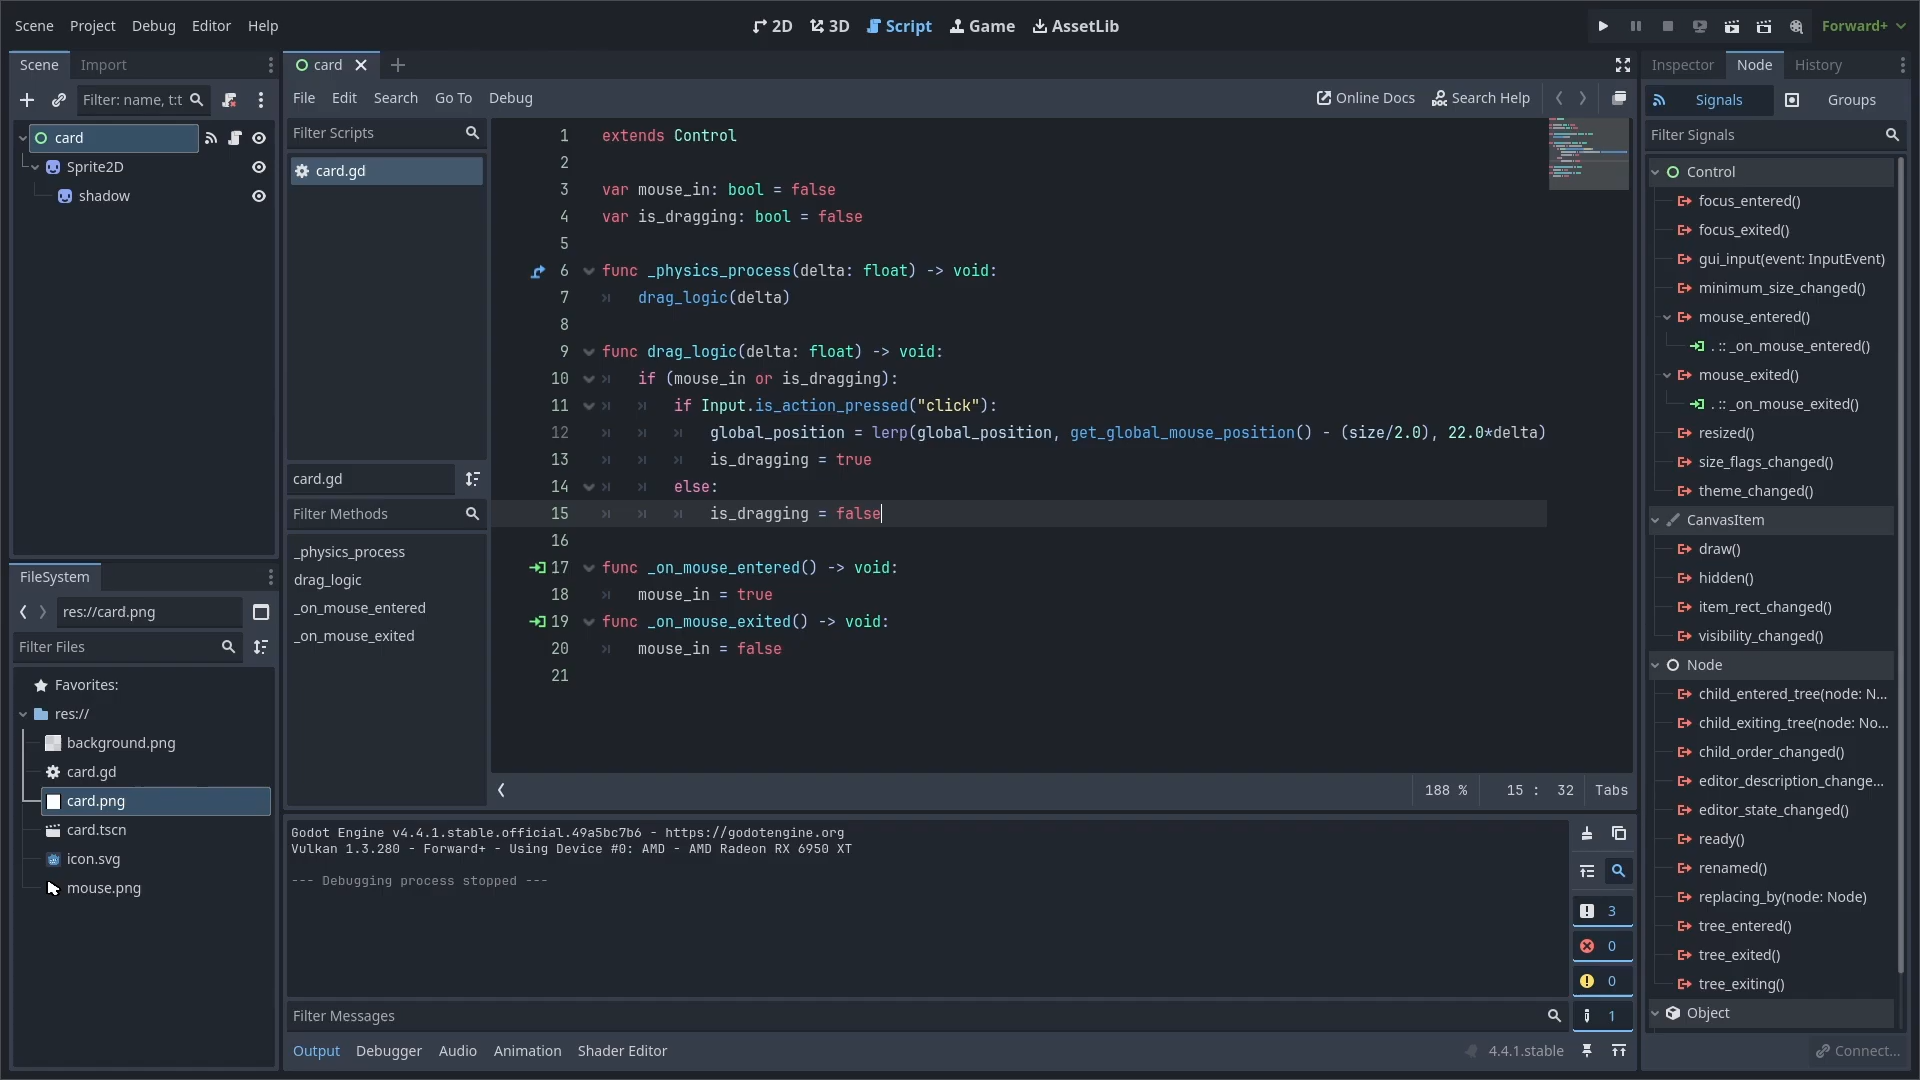 Scene Project Debug Editor Help
2D 3D Script Game AssetLib
Forward+
Scene Import
Filter: name, t:t
card
Sprite2D
shadow
FileSystem
res://card.png
Filter Files
Favorites:
res://
background.png
card.gd
card.png
card.tscn
icon.svg
mouse.png
card
File Edit Search Go To Debug
Online Docs Search Help
Filter Scripts
card.gd
card.gd
Filter Methods
_physics_process
drag_logic
_on_mouse_entered
_on_mouse_exited
1 extends Control
2
3 var mouse_in: bool = false
4 var is_dragging: bool = false
5
6 func _physics_process(delta: float) -> void:
7 drag_logic(delta)
8
9 func drag_logic(delta: float) -> void:
10 if (mouse_in or is_dragging):
11 if Input.is_action_pressed("click"):
12 global_position = lerp(global_position, get_global_mouse_position() - (size/2.0), 22.0*delta)
13 is_dragging = true
14 else:
15 is_dragging = false
16
17 func _on_mouse_entered() -> void:
18 mouse_in = true
19 func _on_mouse_exited() -> void:
20 mouse_in = false
21
188 % 15 : 32 Tabs
Godot Engine v4.4.1.stable.official.49a5bc7b6 - https://godotengine.org
Vulkan 1.3.280 - Forward+ - Using Device #0: AMD - AMD Radeon RX 6950 XT
--- Debugging process stopped ---
3
0
0
1
Filter Messages
Output Debugger Audio Animation Shader Editor
4.4.1.stable
Inspector Node History
Signals Groups
Filter Signals
Control
focus_entered()
focus_exited()
gui_input(event: InputEvent)
minimum_size_changed()
mouse_entered()
. :: _on_mouse_entered()
mouse_exited()
. :: _on_mouse_exited()
resized()
size_flags_changed()
theme_changed()
CanvasItem
draw()
hidden()
item_rect_changed()
visibility_changed()
Node
child_entered_tree(node: N...
child_exiting_tree(node: No...
child_order_changed()
editor_description_change...
editor_state_changed()
ready()
renamed()
replacing_by(node: Node)
tree_entered()
tree_exited()
tree_exiting()
Object
Connect...